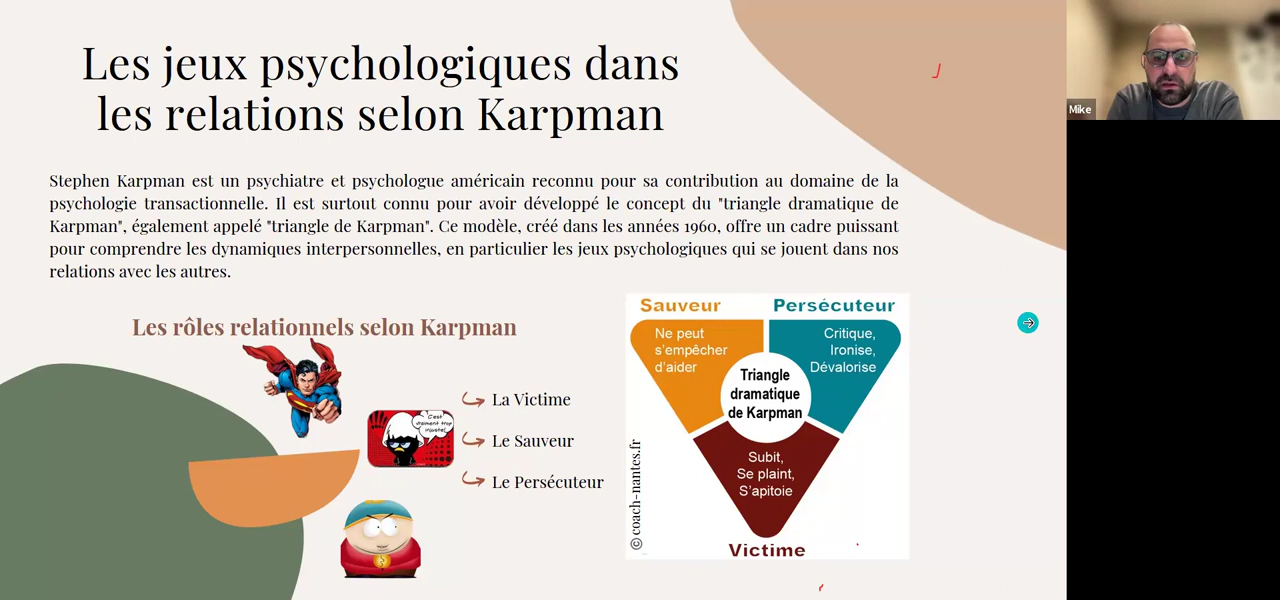 Les jeux psychologiques dans
les relations selon Karpman
Stephen Karpman est un psychiatre et psychologue américain reconnu pour sa contribution au domaine de la
psychologie transactionnelle. Il est surtout connu pour avoir développé le concept du "triangle dramatique de
Karpman", également appelé "triangle de Karpman". Ce modèle, créé dans les années 1960, offre un cadre puissant
pour comprendre les dynamiques interpersonnelles, en particulier les jeux psychologiques qui se jouent dans nos
relations avec les autres.
Les rôles relationnels selon Karpman
C'est
vraiment trop
injuste!
La Victime
Le Sauveur
Le Persécuteur
Sauveur
Persécuteur
Ne peut
s'empêcher
d'aider
Critique,
Ironise,
Dévalorise
Triangle
dramatique
de Karpman
Subit,
Se plaint,
S'apitoie
Victime
© coach-nantes.fr
Mike